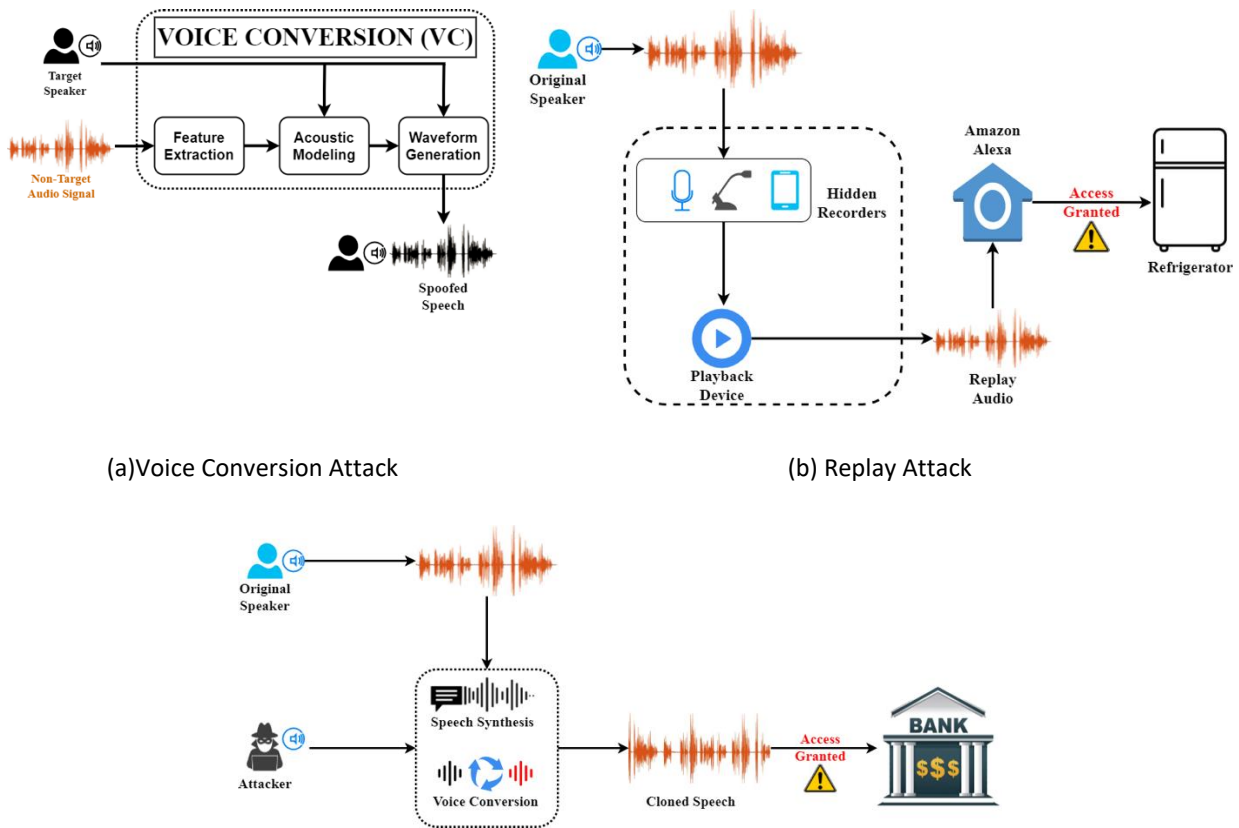 VOICE CONVERSION (VC)
Target
Speaker
Non-Target
Audio Signal
Feature
Extraction
Acoustic
Modeling
Waveform
Generation
Spoofed
Speech
(a)Voice Conversion Attack
Original
Speaker
Hidden
Recorders
Playback
Device
Replay
Audio
Amazon
Alexa
Access
Granted
Refrigerator
(b) Replay Attack
Original
Speaker
Attacker
Speech Synthesis
Voice Conversion
Cloned Speech
Access
Granted
BANK
$$$